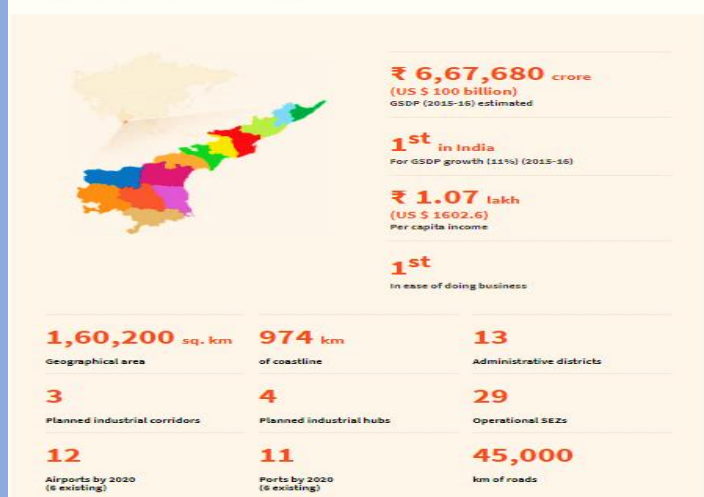 ₹ 6,67,680 crore
(US $ 100 billion)
GSDP (2015-16) estimated
1st in India
For GSDP growth (11%) (2015-16)
₹ 1.07 lakh
(US $ 1602.6)
Per capita income
1st
In ease of doing business
1,60,200 sq. km
Geographical area
974 km
of coastline
13
Administrative districts
3
Planned industrial corridors
4
Planned industrial hubs
29
Operational SEZs
12
Airports by 2020
(6 existing)
11
Ports by 2020
(6 existing)
45,000
km of roads